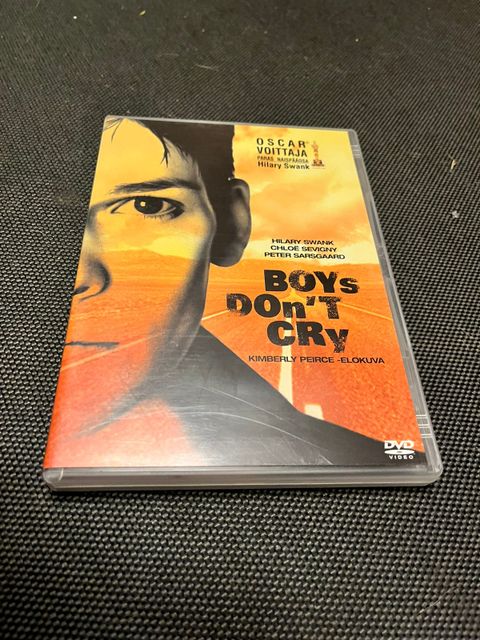 OSCAR
VOITTAJA
PARAS NAISPÄÄOSA
Hilary Swank
HILARY SWANK
CHLOË SEVIGNY
PETER SARSGAARD
BOYs
DOn'T
CRy
KIMBERLY PEIRCE -ELOKUVA
DVD
VIDEO